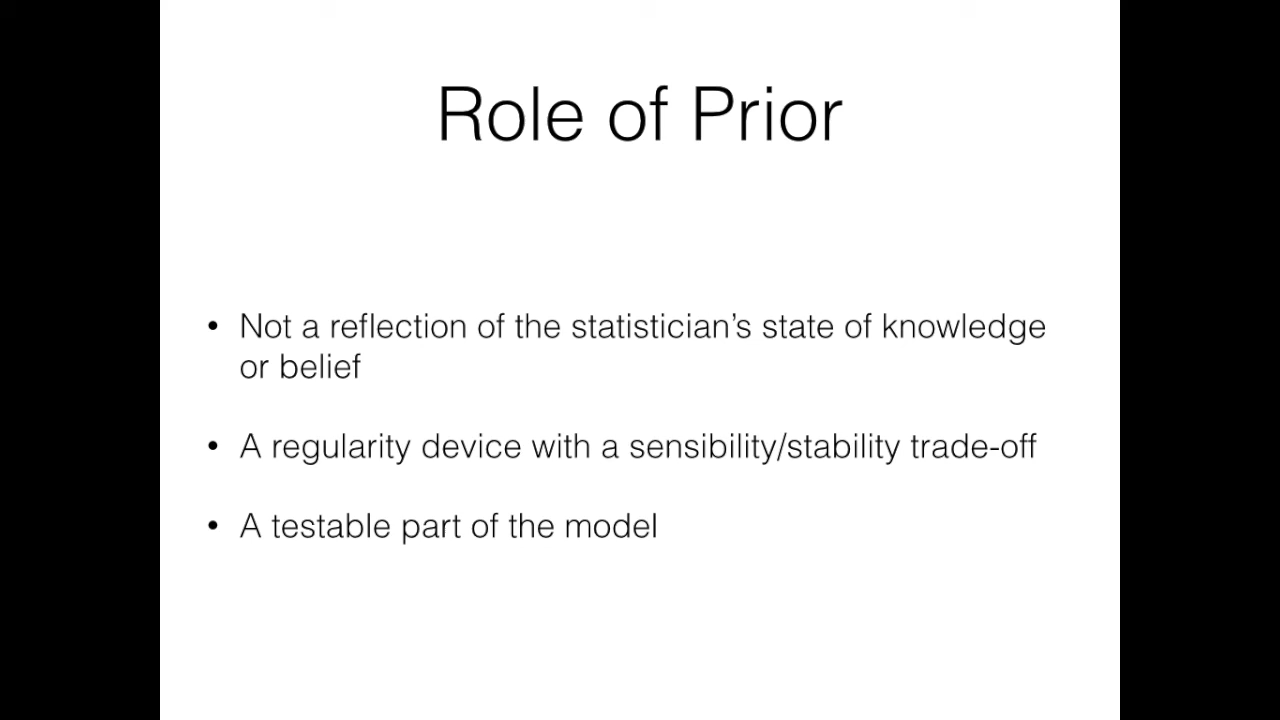 Role of Prior
• Not a reflection of the statistician’s state of knowledge
or belief
• A regularity device with a sensibility/stability trade-off
• A testable part of the model